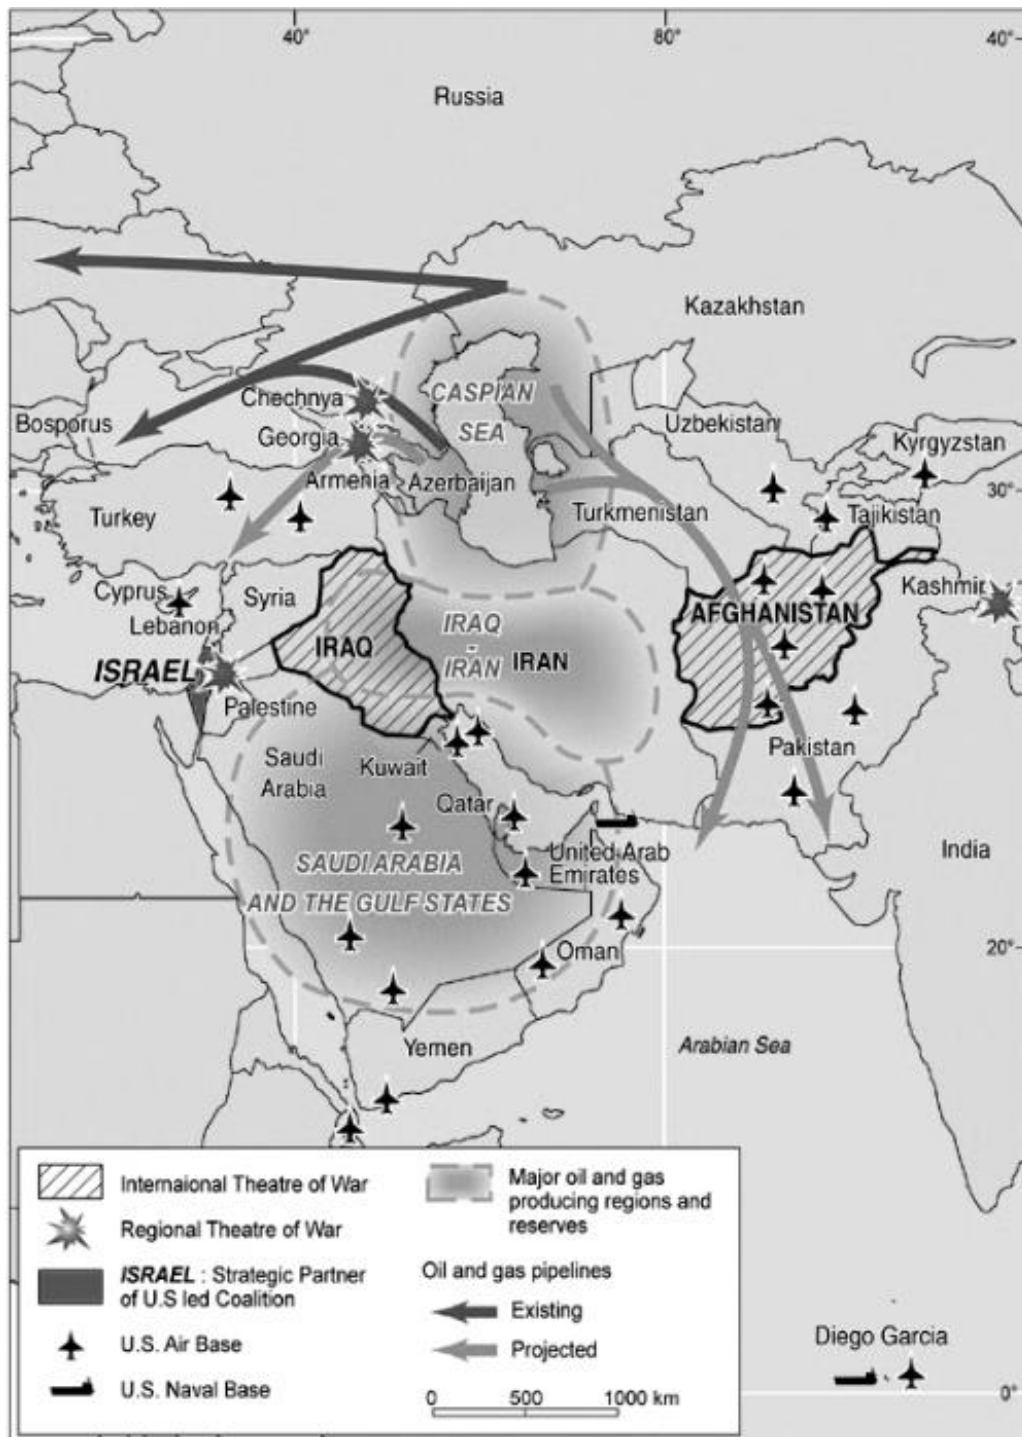 40°
80°
40°
Russia
Kazakhstan
CASPIAN
SEA
Chechnya
Bosporus
Georgia
Uzbekistan
Kyrgyzstan
Armenia
Azerbaijan
30°
Turkey
Turkmenistan
Tajikistan
Cyprus
Syria
Kashmir
Lebanon
AFGHANISTAN
IRAQ
IRAQ
-
IRAN
IRAN
ISRAEL
Palestine
Saudi
Arabia
Kuwait
Pakistan
Qatar
United Arab
Emirates
India
SAUDI ARABIA
AND THE GULF STATES
Oman
20°
Yemen
Arabian Sea
Internaional Theatre of War
Regional Theatre of War
ISRAEL : Strategic Partner
of U.S led Coalition
U.S. Air Base
U.S. Naval Base
Major oil and gas
producing regions and
reserves
Oil and gas pipelines
Existing
Projected
0 500 1000 km
Diego Garcia
0°